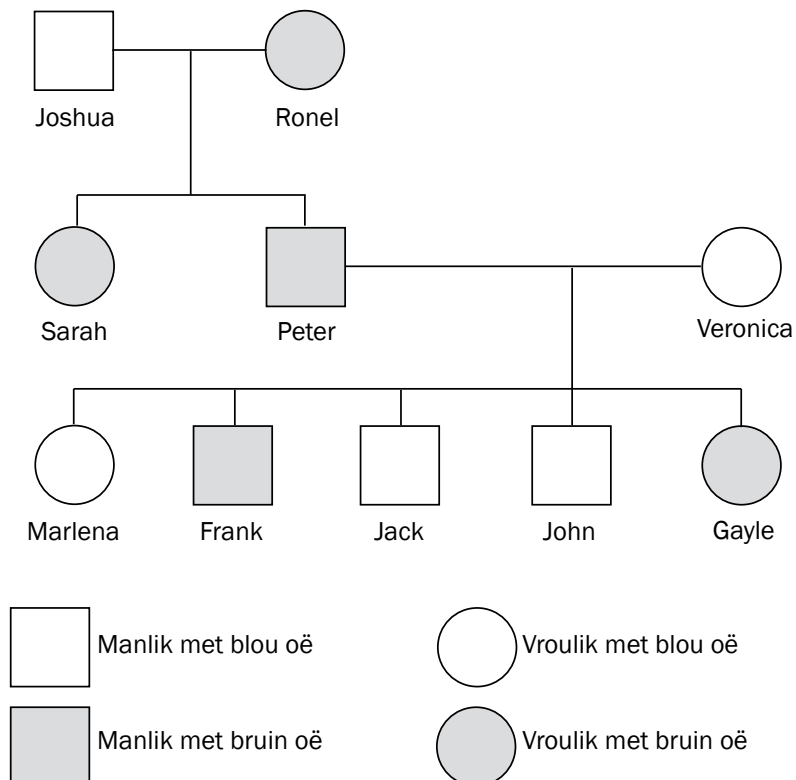 Joshua Ronel
Sarah Peter Veronica
Marlena Frank Jack John Gayle
Manlik met blou oë Vroulik met blou oë
Manlik met bruin oë Vroulik met bruin oë